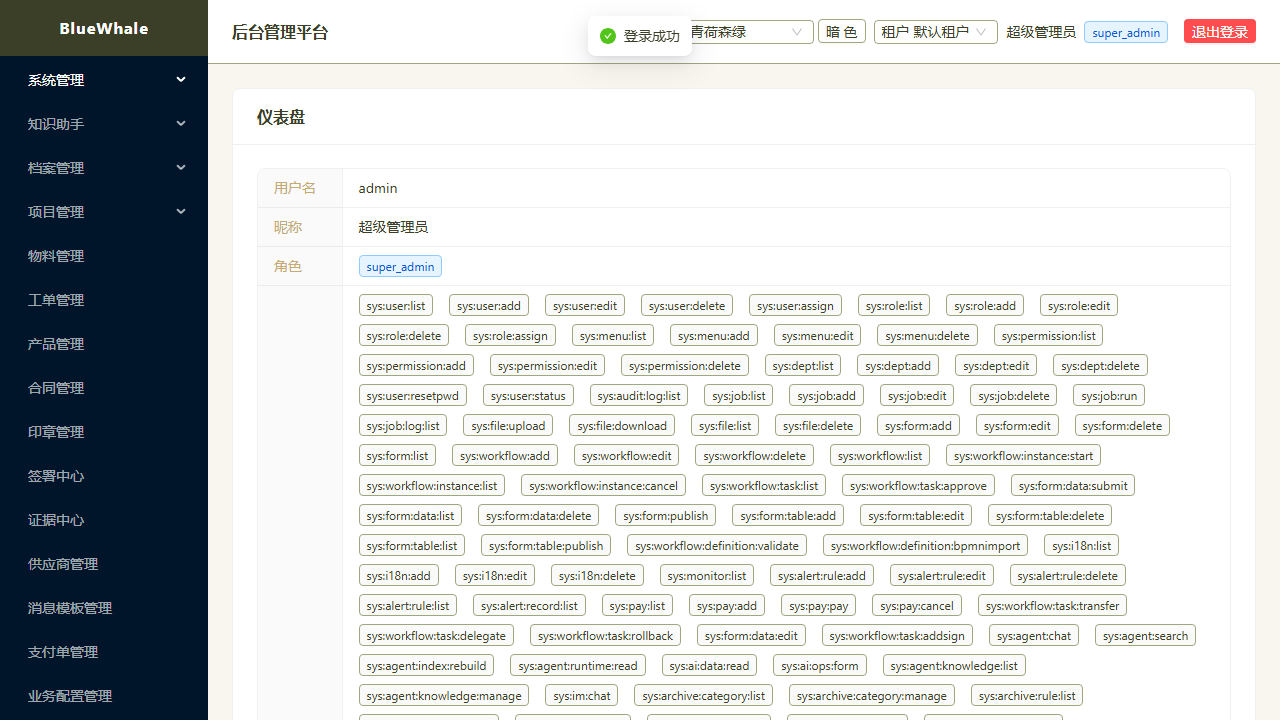 BlueWhale
后台管理平台
登录成功
青荷森绿
暗 色
租户 默认租户
超级管理员
super_admin
退出登录
系统管理
知识助手
档案管理
项目管理
物料管理
工单管理
产品管理
合同管理
印章管理
签署中心
证据中心
供应商管理
消息模板管理
支付单管理
业务配置管理
仪表盘
用户名 admin
昵称 超级管理员
角色 super_admin
sys:user:list sys:user:add sys:user:edit sys:user:delete sys:user:assign sys:role:list sys:role:add sys:role:edit
sys:role:delete sys:role:assign sys:menu:list sys:menu:add sys:menu:edit sys:menu:delete sys:permission:list
sys:permission:add sys:permission:edit sys:permission:delete sys:dept:list sys:dept:add sys:dept:edit sys:dept:delete
sys:user:resetpwd sys:user:status sys:audit:log:list sys:job:list sys:job:add sys:job:edit sys:job:delete sys:job:run
sys:job:log:list sys:file:upload sys:file:download sys:file:list sys:file:delete sys:form:add sys:form:edit sys:form:delete
sys:form:list sys:workflow:add sys:workflow:edit sys:workflow:delete sys:workflow:list sys:workflow:instance:start
sys:workflow:instance:list sys:workflow:instance:cancel sys:workflow:task:list sys:workflow:task:approve sys:form:data:submit
sys:form:data:list sys:form:data:delete sys:form:publish sys:form:table:add sys:form:table:edit sys:form:table:delete
sys:form:table:list sys:form:table:publish sys:workflow:definition:validate sys:workflow:definition:bpmnimport sys:i18n:list
sys:i18n:add sys:i18n:edit sys:i18n:delete sys:monitor:list sys:alert:rule:add sys:alert:rule:edit sys:alert:rule:delete
sys:alert:rule:list sys:alert:record:list sys:pay:list sys:pay:add sys:pay:pay sys:pay:cancel sys:workflow:task:transfer
sys:workflow:task:delegate sys:workflow:task:rollback sys:form:data:edit sys:workflow:task:addsign sys:agent:chat sys:agent:search
sys:agent:index:rebuild sys:agent:runtime:read sys:ai:data:read sys:ai:ops:form sys:agent:knowledge:list
sys:agent:knowledge:manage sys:im:chat sys:archive:category:list sys:archive:category:manage sys:archive:rule:list